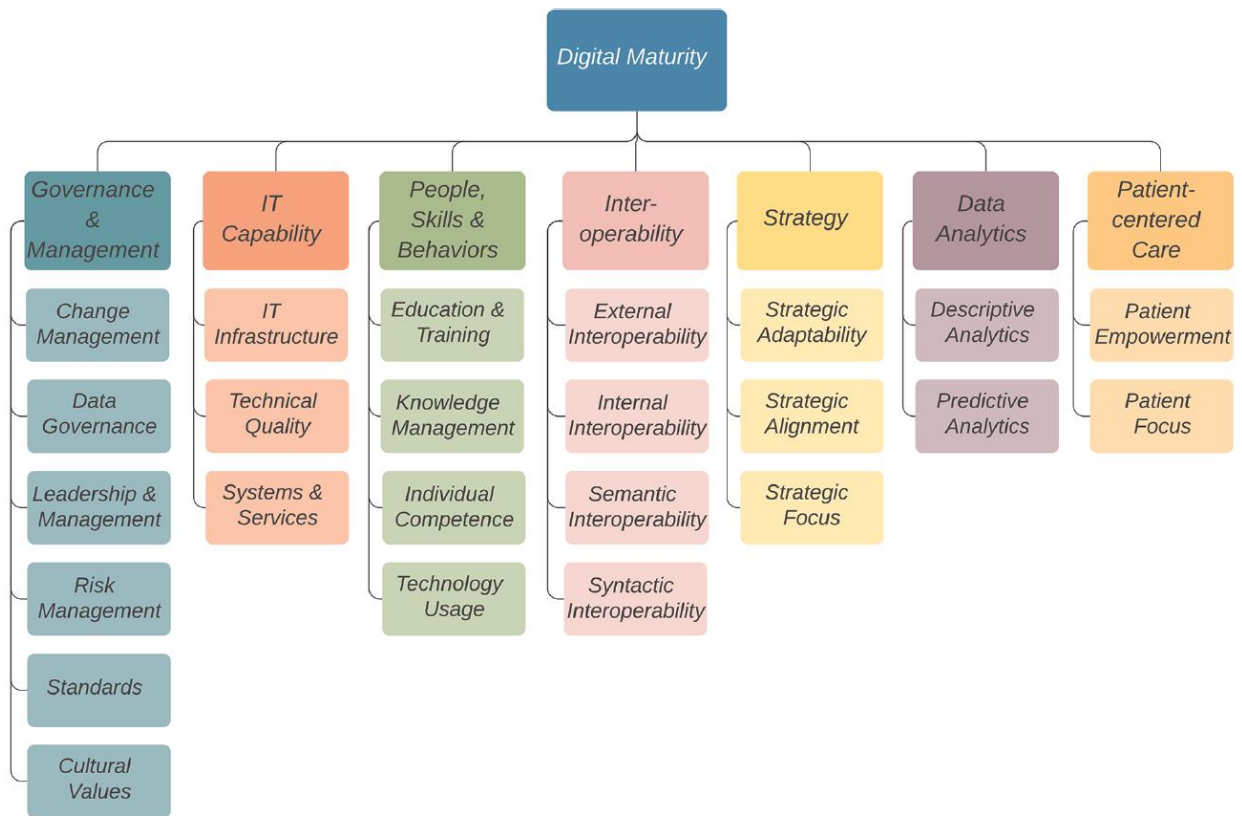 Digital Maturity
Governance
&
Management
IT
Capability
People,
Skills &
Behaviors
Inter-
operability
Strategy
Data
Analytics
Patient-
centered
Care
Change
Management
IT
Infrastructure
Education &
Training
External
Interoperability
Strategic
Adaptability
Descriptive
Analytics
Patient
Empowerment
Data
Governance
Technical
Quality
Knowledge
Management
Internal
Interoperability
Strategic
Alignment
Predictive
Analytics
Patient
Focus
Leadership &
Management
Systems &
Services
Individual
Competence
Semantic
Interoperability
Strategic
Focus
Risk
Management
Technology
Usage
Syntactic
Interoperability
Standards
Cultural
Values